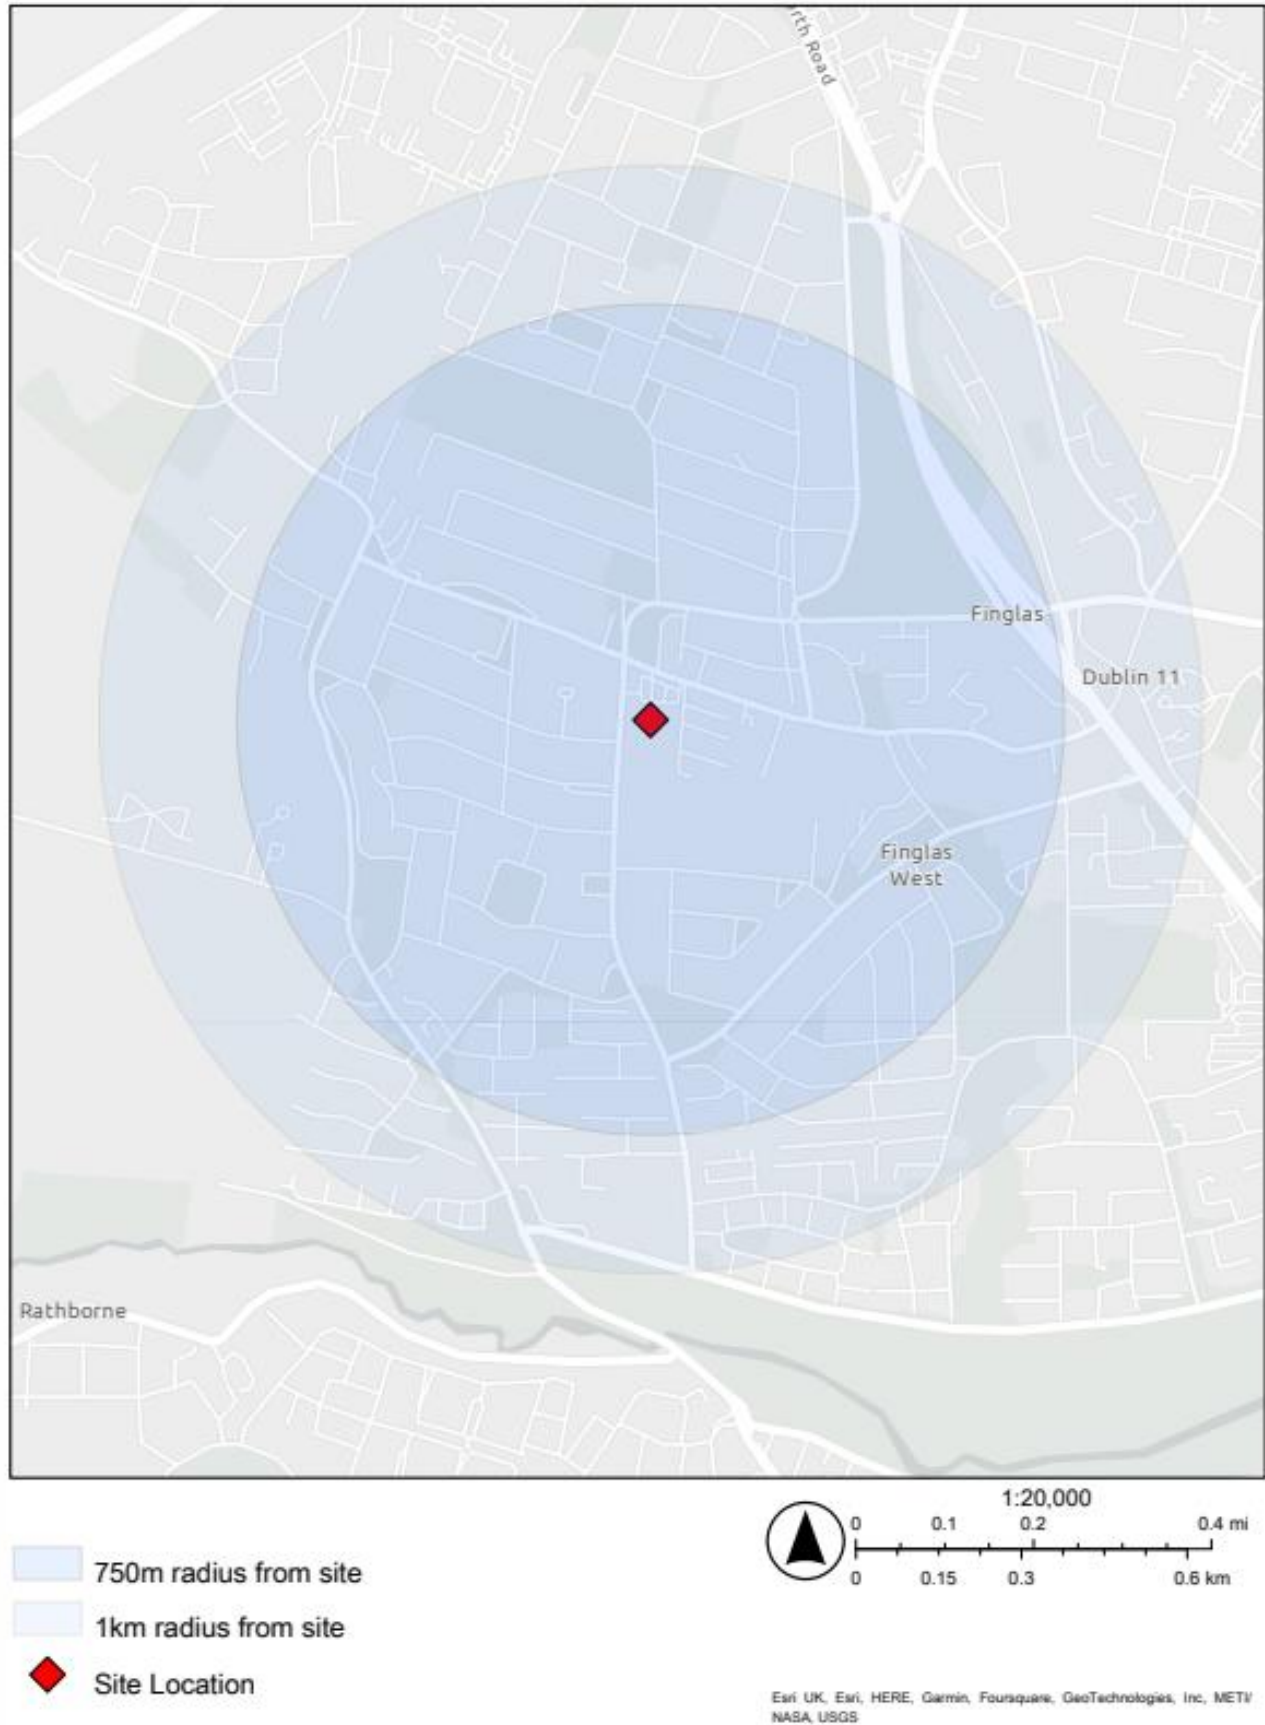 rth Road
Finglas
Dublin 11
Finglas
West
Rathborne
1:20,000
0 0.1 0.2 0.4 mi
0 0.15 0.3 0.6 km
750m radius from site
1km radius from site
Site Location
Esri UK, Esri, HERE, Garmin, Foursquare, GeoTechnologies, Inc, METI/
NASA, USGS